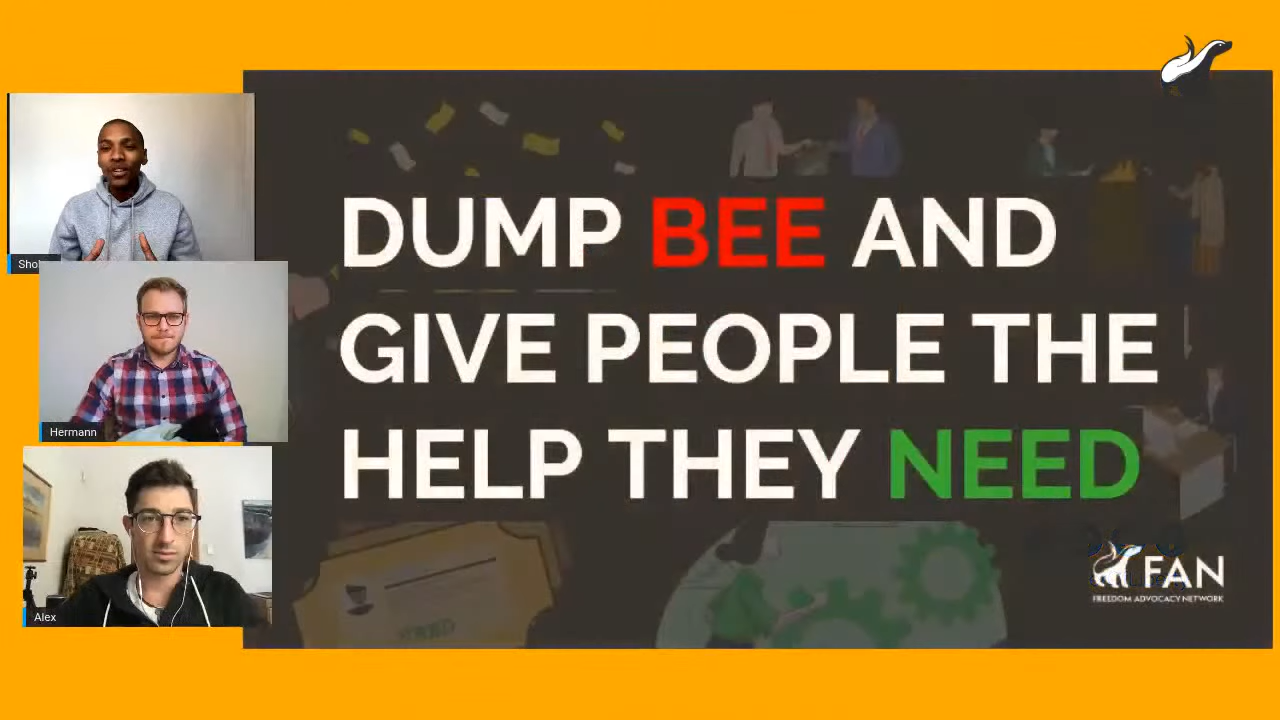 DUMP BEE AND
GIVE PEOPLE THE
HELP THEY NEED
Hermann
Alex
FAN
FREEDOM ADVOCACY NETWORK